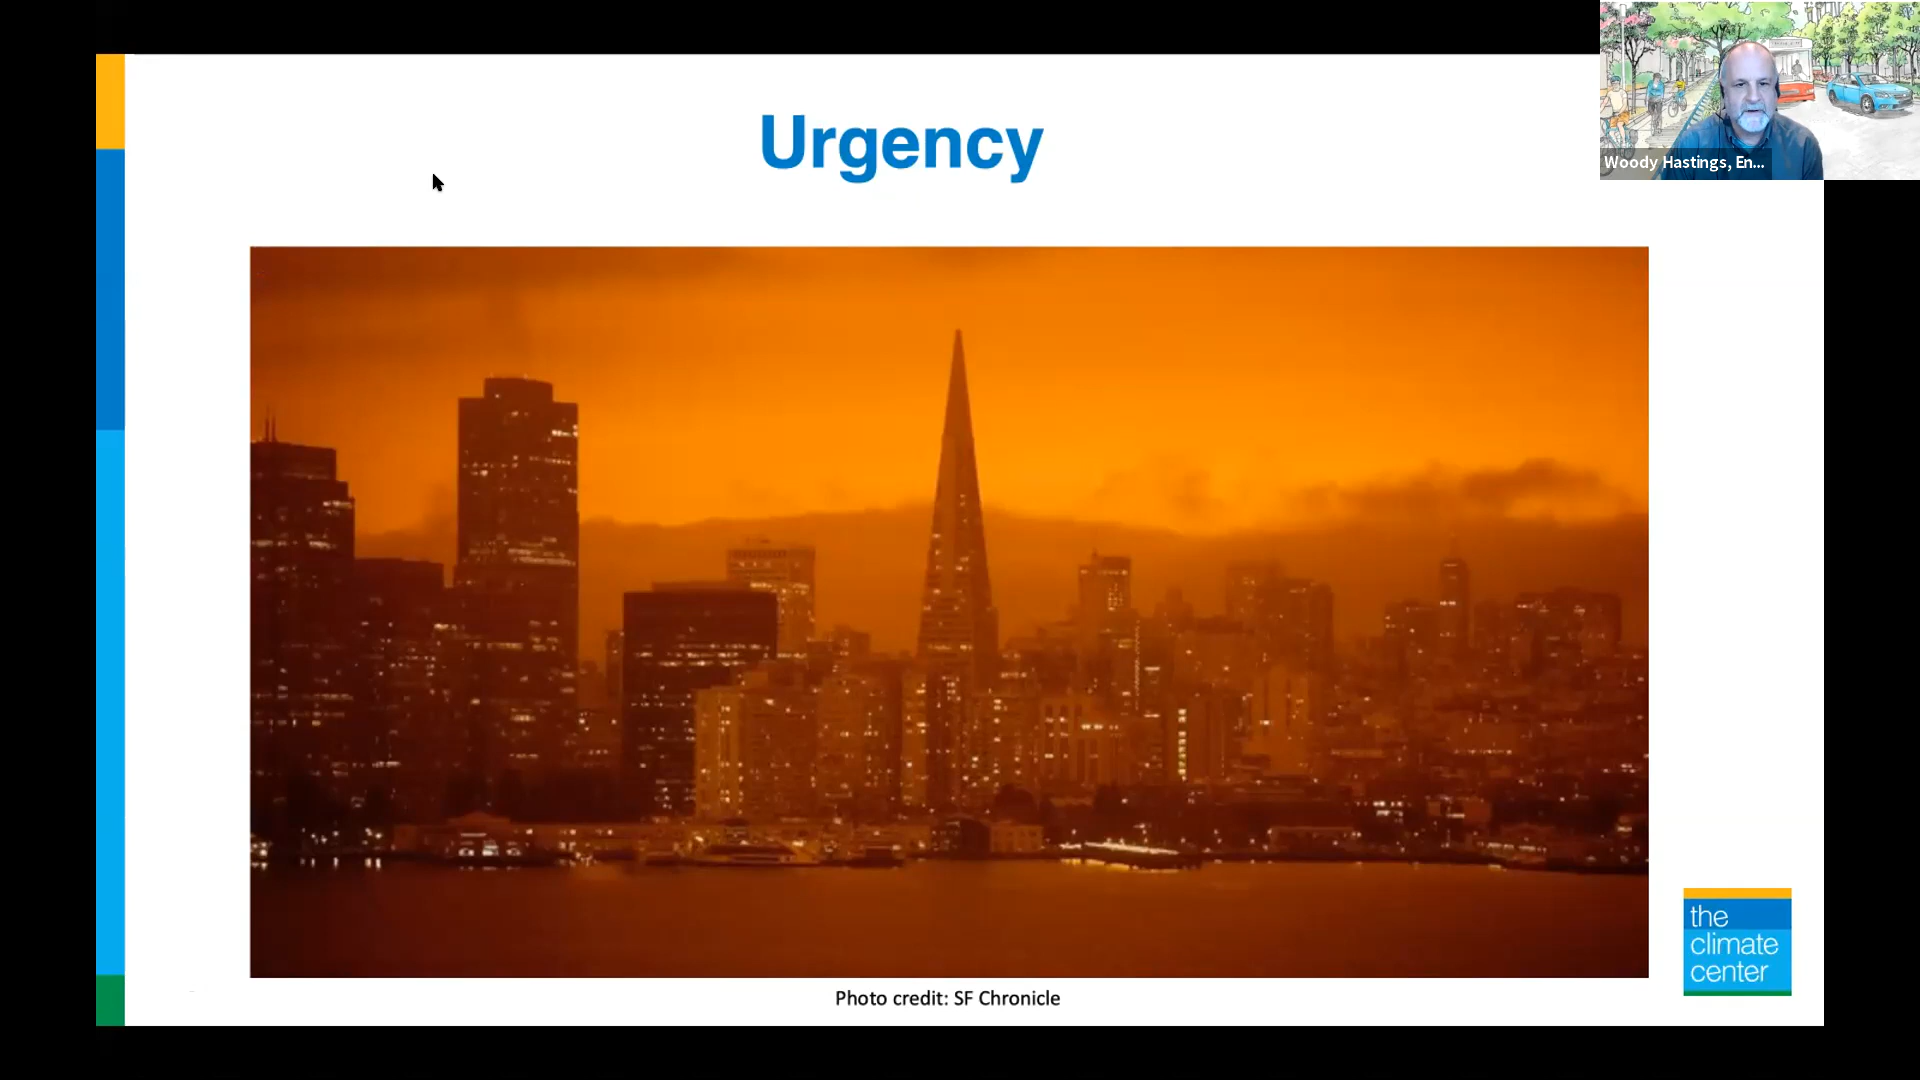 Urgency
Woody Hastings, En...
the
climate
center
Photo credit: SF Chronicle